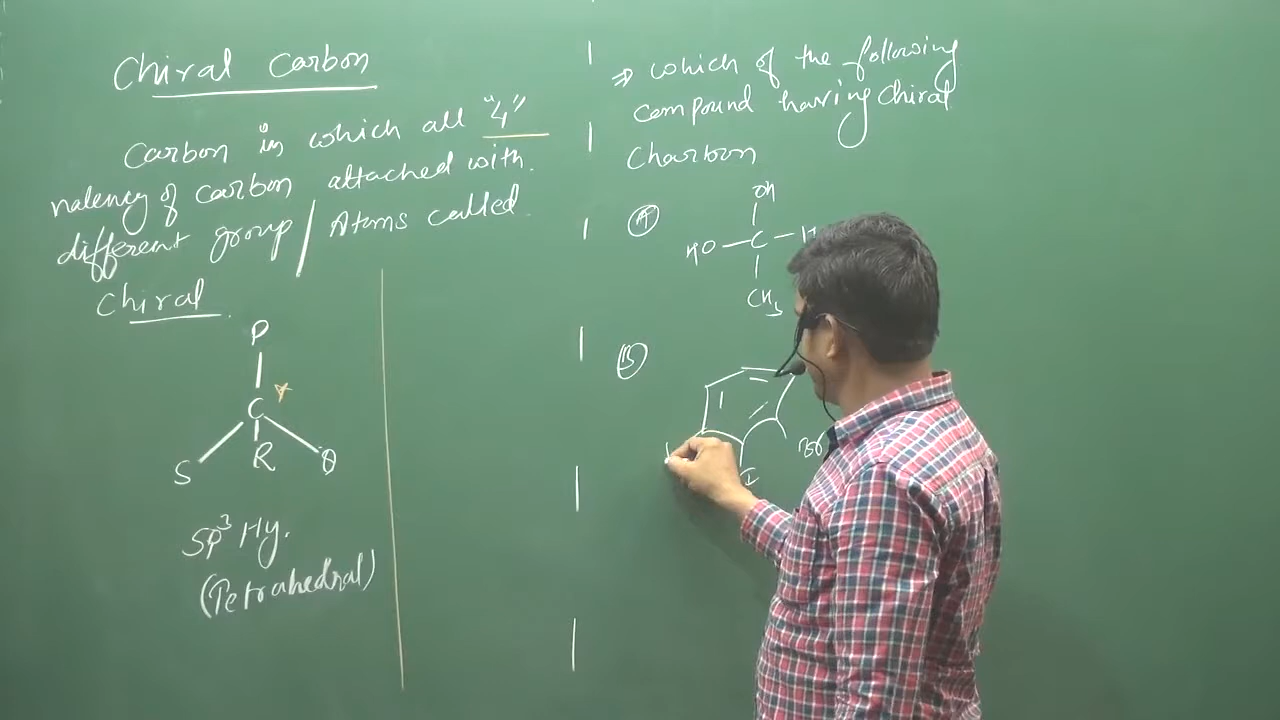 Chiral Carbon
Carbon in which all "4"
valency of carbon attached with.
different group / Atoms called.
Chiral.
P
C
S R Q
SP³ Hy.
(Tetrahedral)
⇒ which of the following
compound having Chiral
Charbon
(A)
OH
HO C H
CH₃
(B)
Br
I